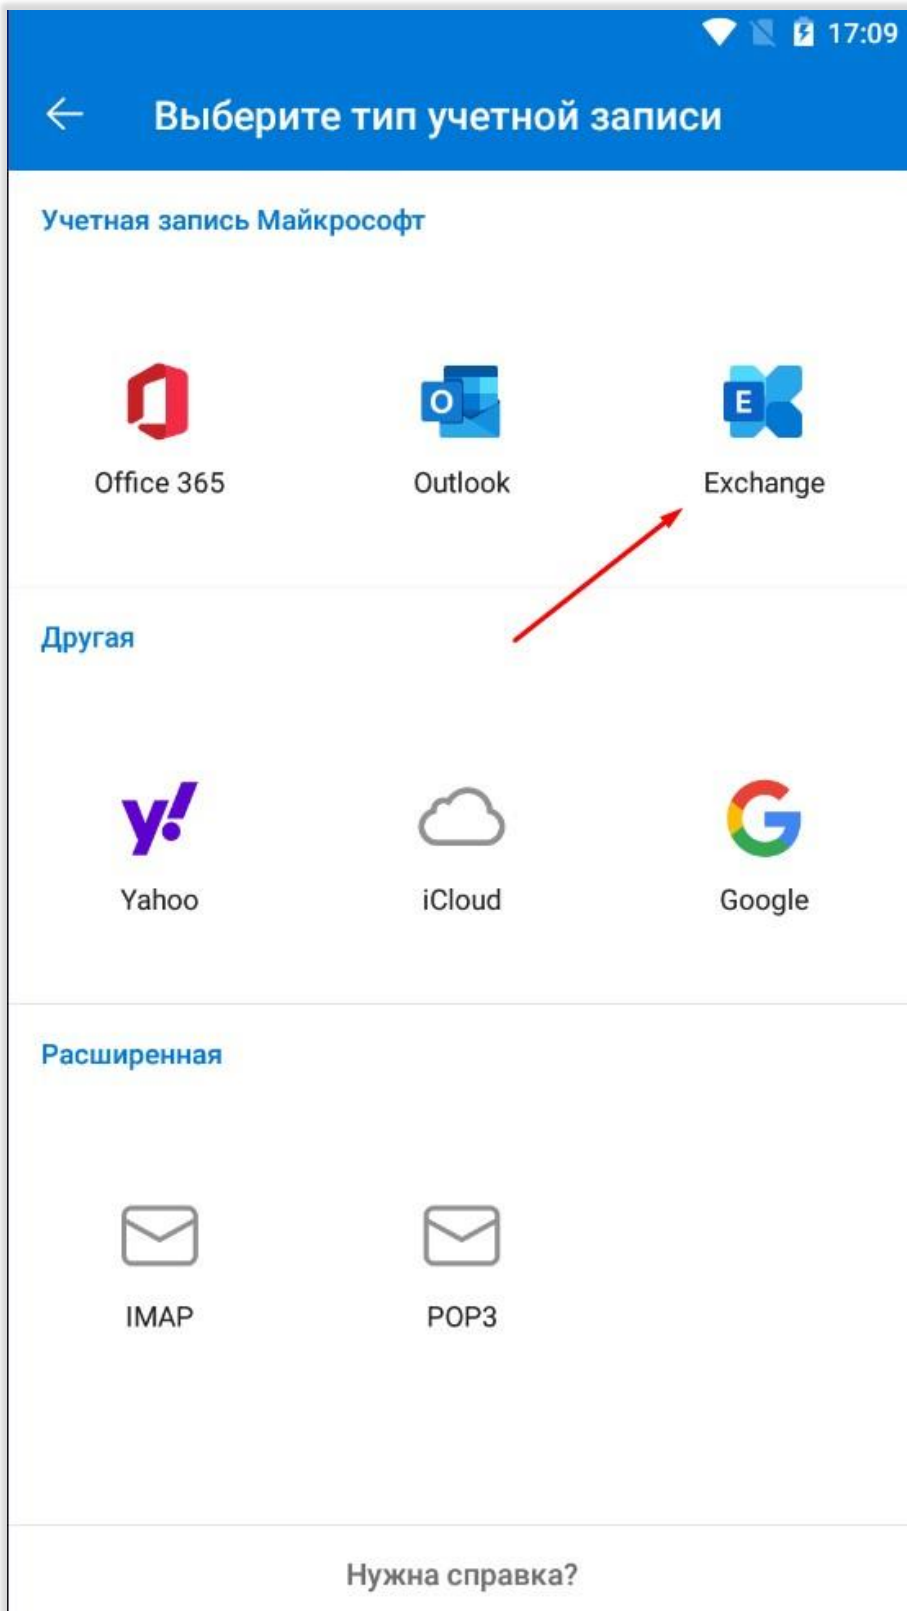 17:09
Выберите тип учетной записи
Учетная запись Майкрософт
O
E
Office 365
Outlook
Exchange
Другая
y!
G
Yahoo
iCloud
Google
Расширенная
IMAP
POP3
Нужна справка?